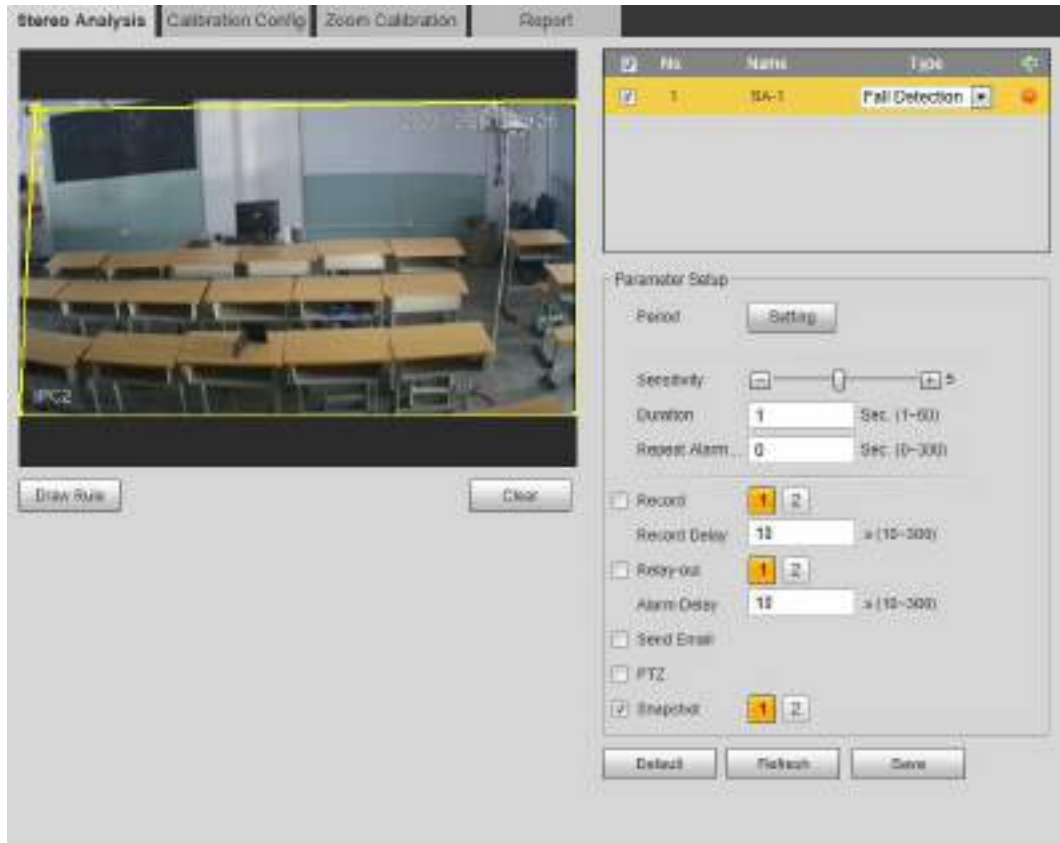 Stereo Analysis Calibration Config Zoom Calibration Report
No. Name Type
1 SA-1 Fall Detection
IPC2
Draw Rule Clear
Parameter Setup
Period Setting
Sensitivity 5
Duration 1 Sec. (1~60)
Repeat Alarm... 0 Sec. (0~300)
Record 1 2
Record Delay 10 s (10~300)
Relay-out 1 2
Alarm Delay 10 s (10~300)
Send Email
PTZ
Snapshot 1 2
Default Refresh Save